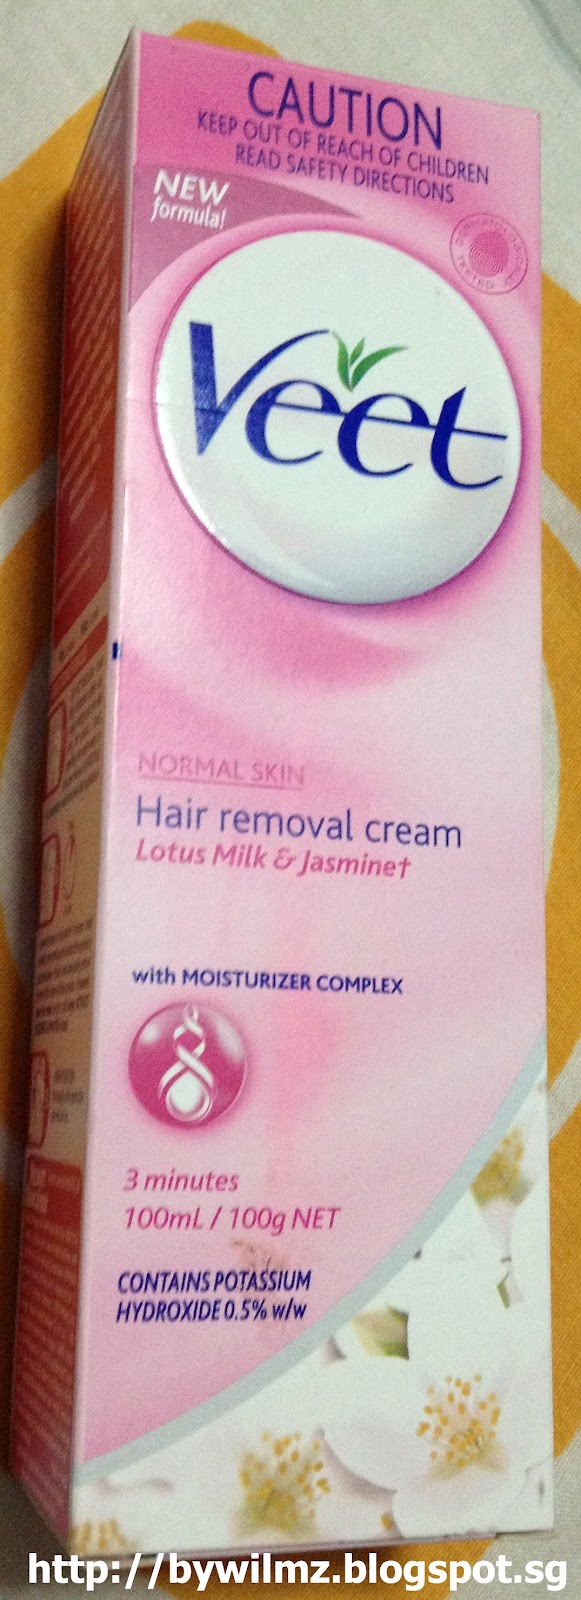 CAUTION
KEEP OUT OF REACH OF CHILDREN
READ SAFETY DIRECTIONS
NEW
formula!
DERMATOLOGICALLY
TESTED
Veet
NORMAL SKIN
Hair removal cream
Lotus Milk & Jasmine†
with MOISTURIZER COMPLEX
3 minutes
100mL / 100g NET
CONTAINS POTASSIUM
HYDROXIDE 0.5% w/w
http://bywilmz.blogspot.sg